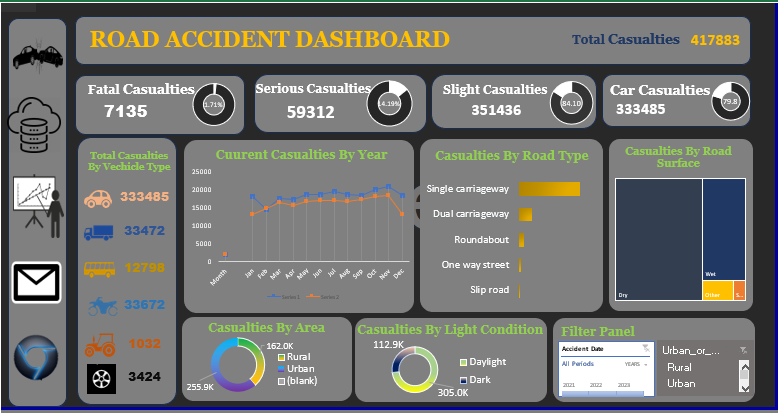 ROAD ACCIDENT DASHBOARD
Total Casualties 417883
Fatal Casualties
7135
1.71%
Serious Casualties
59312
14.19%
Slight Casualties
351436
84.10
Car Casualties
333485
79.8
Total Casualties
By Vechicle Type
333485
33472
12798
33672
1032
3424
Cuurent Casualties By Year
25000
20000
15000
10000
5000
0
Month
Jan
Feb
Mar
Apr
May
Jun
Jul
Aug
Sep
Oct
Nov
Dec
Series1
Series2
Casualties By Road Type
Single carriageway
Dual carriageway
Roundabout
One way street
Slip road
Casualties By Road
Surface
Dry
Wet
Other
S...
Casualties By Area
162.0K
255.9K
Rural
Urban
(blank)
Casualties By Light Condition
112.9K
305.0K
Daylight
Dark
Filter Panel
Accident Date
All Periods
YEARS
2021 2022 2023
Urban_or_...
Rural
Urban